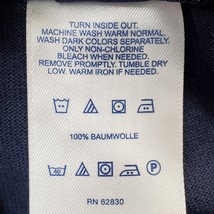 TURN INSIDE OUT.
MACHINE WASH WARM NORMAL.
WASH DARK COLORS SEPARATELY.
ONLY NON-CHLORINE
BLEACH WHEN NEEDED.
REMOVE PROMPTLY. TUMBLE DRY
LOW. WARM IRON IF NEEDED.
100% BAUMWOLLE
P
RN 62830